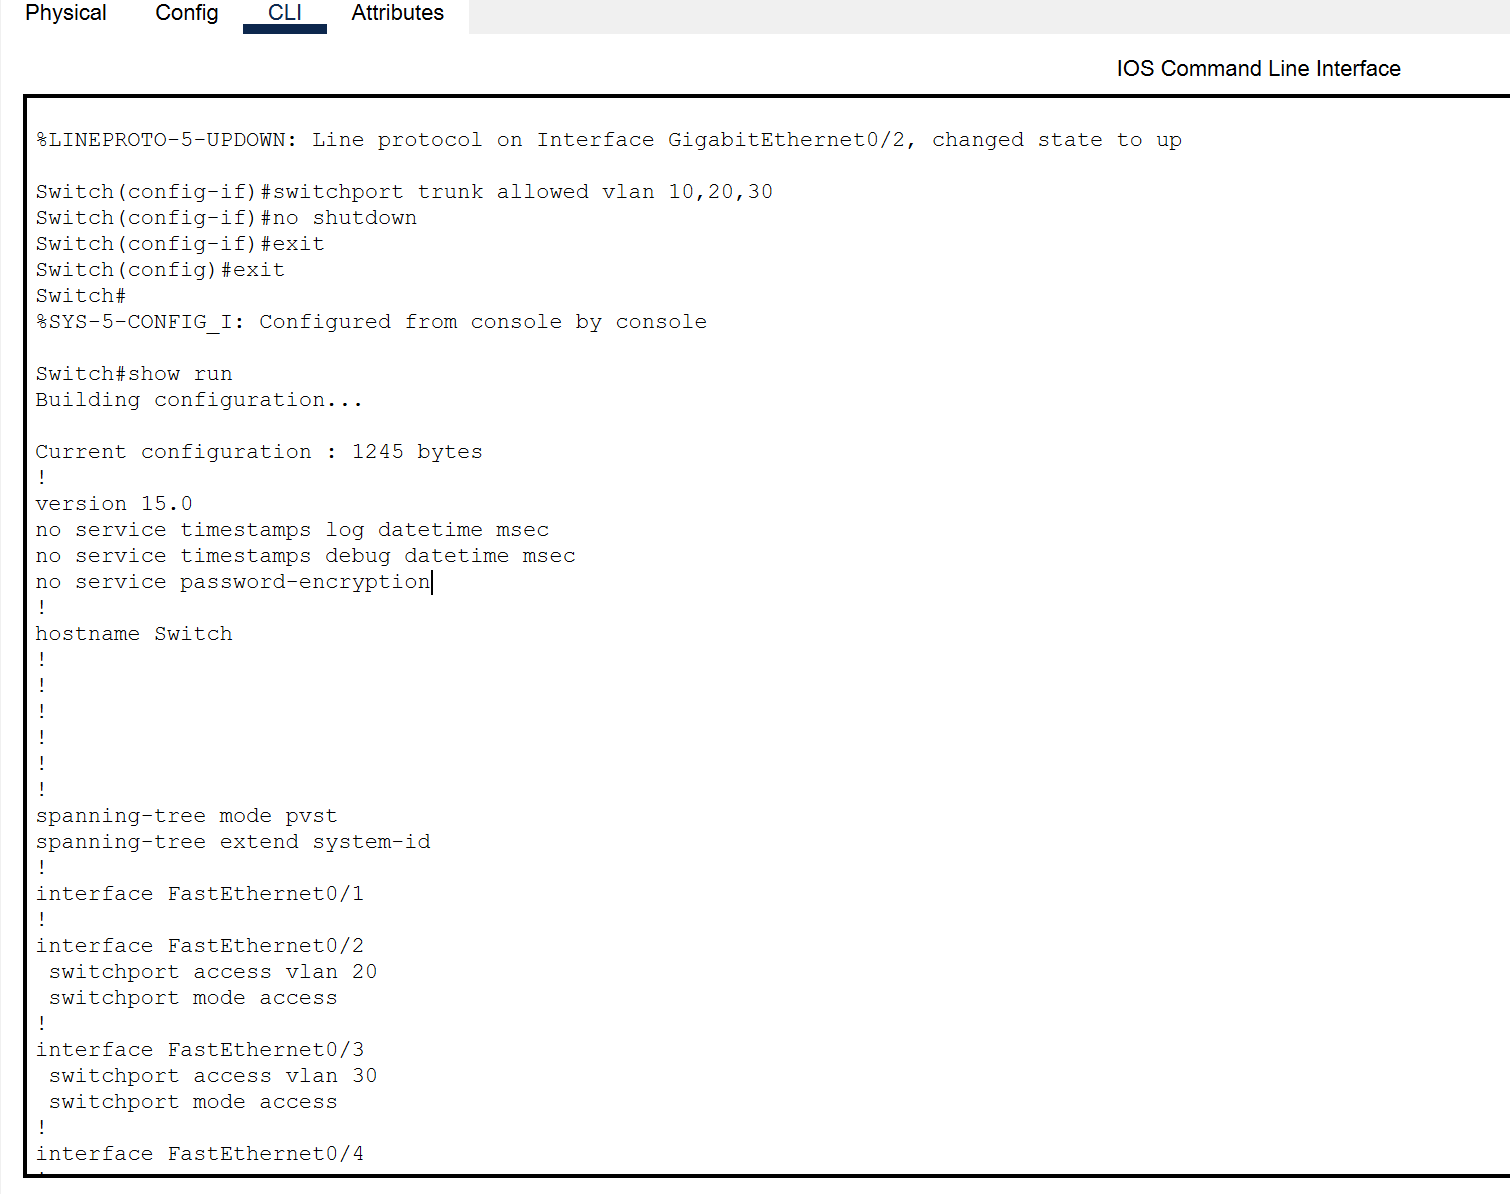 Physical Config CLI Attributes
IOS Command Line Interface
%LINEPROTO-5-UPDOWN: Line protocol on Interface GigabitEthernet0/2, changed state to up
Switch(config-if)#switchport trunk allowed vlan 10,20,30
Switch(config-if)#no shutdown
Switch(config-if)#exit
Switch(config)#exit
Switch#
%SYS-5-CONFIG_I: Configured from console by console
Switch#show run
Building configuration...
Current configuration : 1245 bytes
!
version 15.0
no service timestamps log datetime msec
no service timestamps debug datetime msec
no service password-encryption
!
hostname Switch
!
!
!
!
!
!
spanning-tree mode pvst
spanning-tree extend system-id
!
interface FastEthernet0/1
!
interface FastEthernet0/2
 switchport access vlan 20
 switchport mode access
!
interface FastEthernet0/3
 switchport access vlan 30
 switchport mode access
!
interface FastEthernet0/4